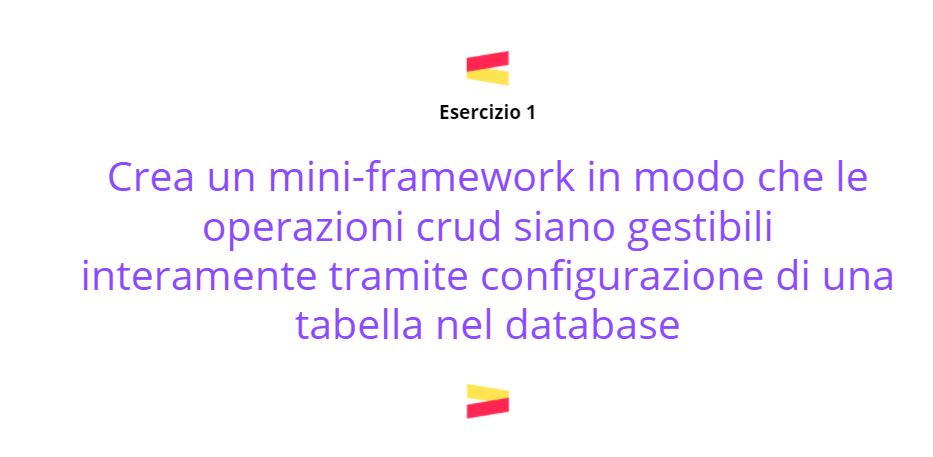 Esercizio 1
Crea un mini-framework in modo che le
operazioni crud siano gestibili
interamente tramite configurazione di una
tabella nel database